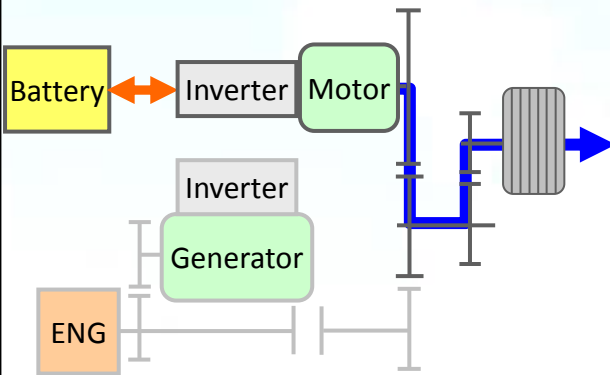 Battery
Inverter
Motor
Inverter
Generator
ENG